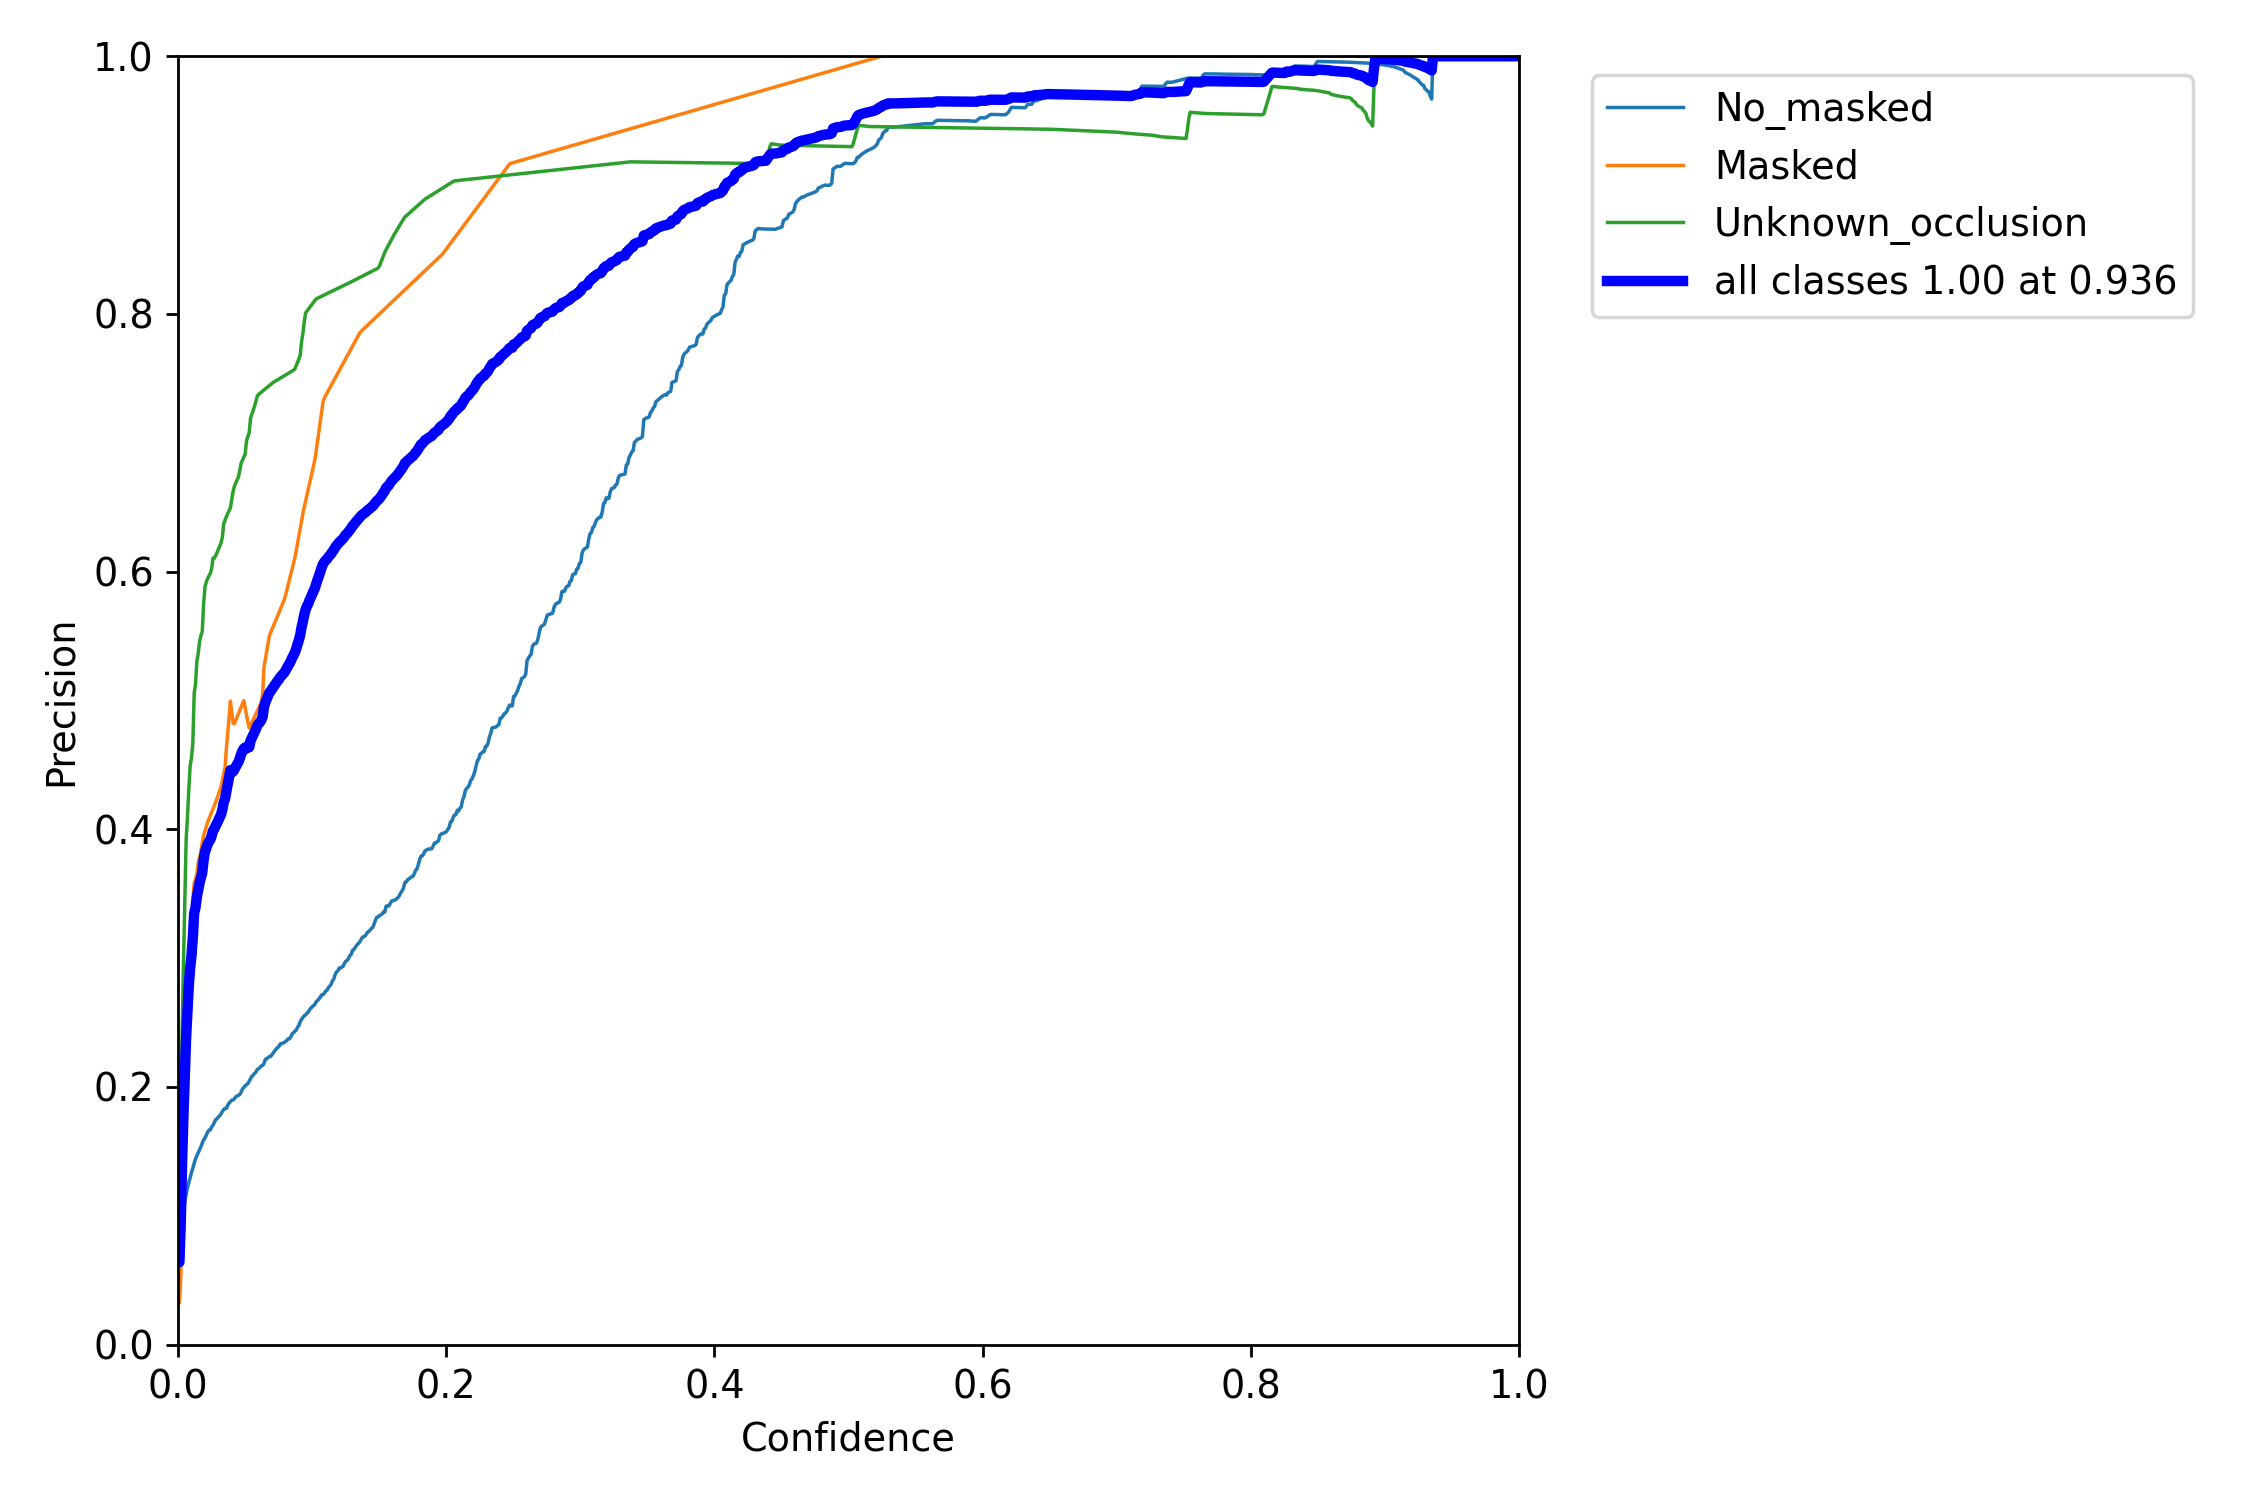 1.0
0.8
0.6
0.4
0.2
0.0
Precision
0.0 0.2 0.4 0.6 0.8 1.0
Confidence
No_masked
Masked
Unknown_occlusion
all classes 1.00 at 0.936